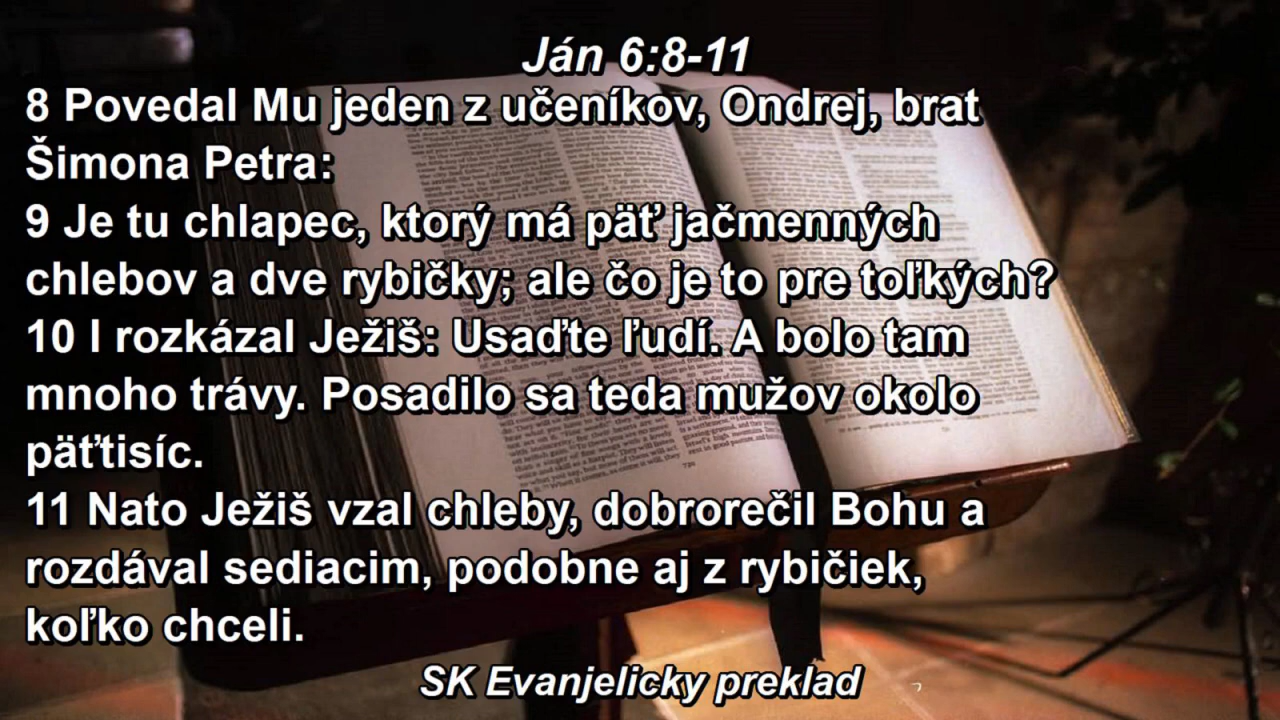 Ján 6:8-11
8 Povedal Mu jeden z učeníkov, Ondrej, brat
Šimona Petra:
9 Je tu chlapec, ktorý má päť jačmenných
chlebov a dve rybičky; ale čo je to pre toľkých?
10 I rozkázal Ježiš: Usaďte ľudí. A bolo tam
mnoho trávy. Posadilo sa teda mužov okolo
päťtisíc.
11 Nato Ježiš vzal chleby, dobrorečil Bohu a
rozdával sediacim, podobne aj z rybičiek,
koľko chceli.
SK Evanjelicky preklad